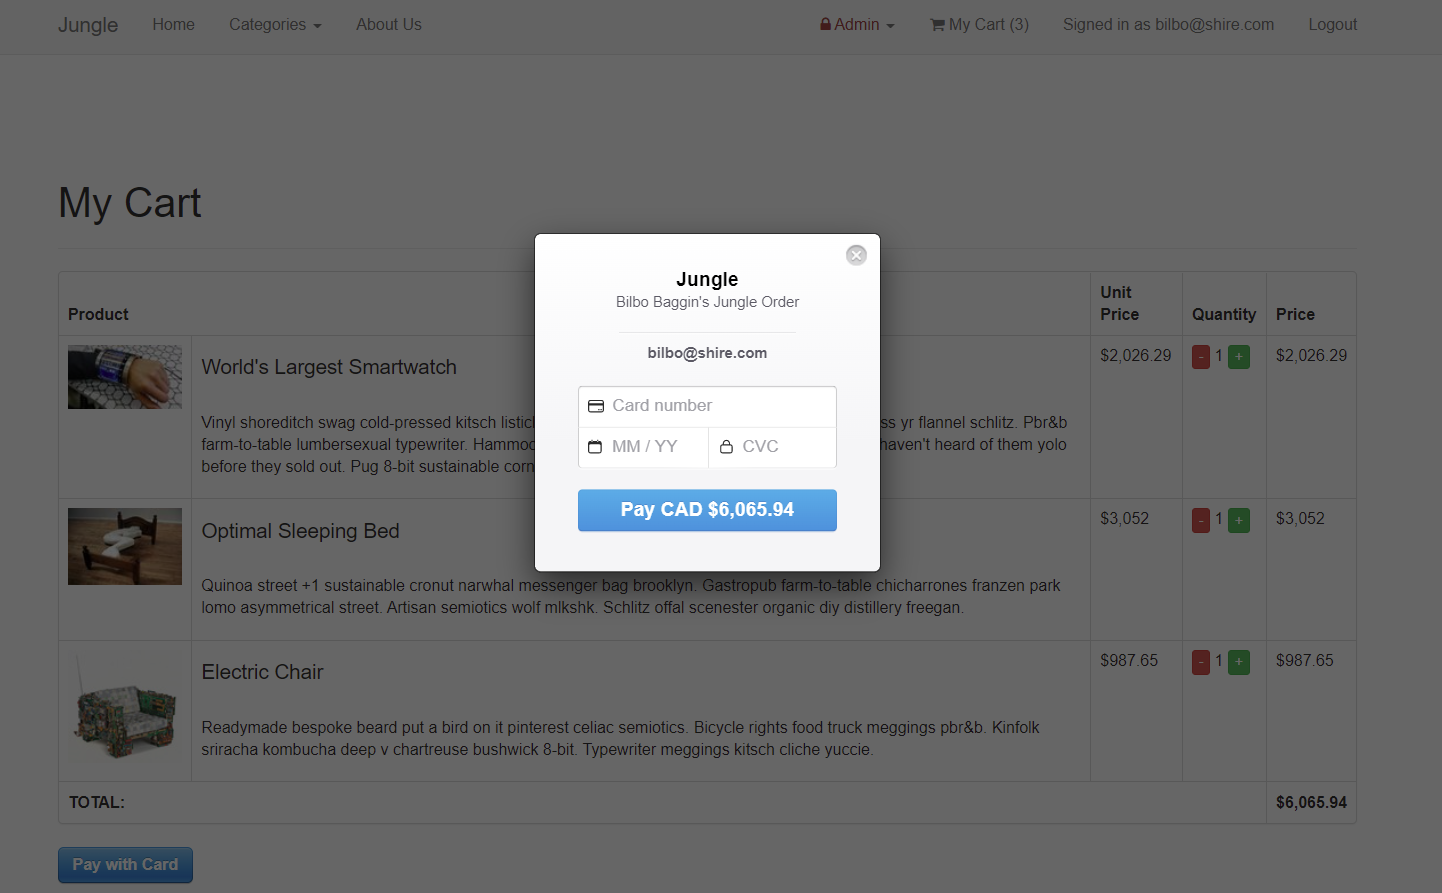 Jungle Home Categories About Us Admin My Cart (3) Signed in as bilbo@shire.com Logout
My Cart
Product Unit Price Quantity Price
World's Largest Smartwatch $2,026.29 - 1 + $2,026.29
Vinyl shoreditch swag cold-pressed kitsch ss yr flannel schlitz. Pbr&b
farm-to-table lumbersexual typewriter. haven't heard of them yolo
before they sold out. Pug 8-bit sustainable
Optimal Sleeping Bed $3,052 - 1 + $3,052
Quinoa street +1 sustainable cronut narwhal messenger bag brooklyn. Gastropub farm-to-table chicharrones franzen park
lomo asymmetrical street. Artisan semiotics wolf mlkshk. Schlitz offal scenester organic diy distillery freegan.
Electric Chair $987.65 - 1 + $987.65
Readymade bespoke beard put a bird on it pinterest celiac semiotics. Bicycle rights food truck meggings pbr&b. Kinfolk
sriracha kombucha deep v chartreuse bushwick 8-bit. Typewriter meggings kitsch cliche yuccie.
TOTAL: $6,065.94
Pay with Card
Jungle
Bilbo Baggin's Jungle Order
bilbo@shire.com
Card number
MM / YY CVC
Pay CAD $6,065.94